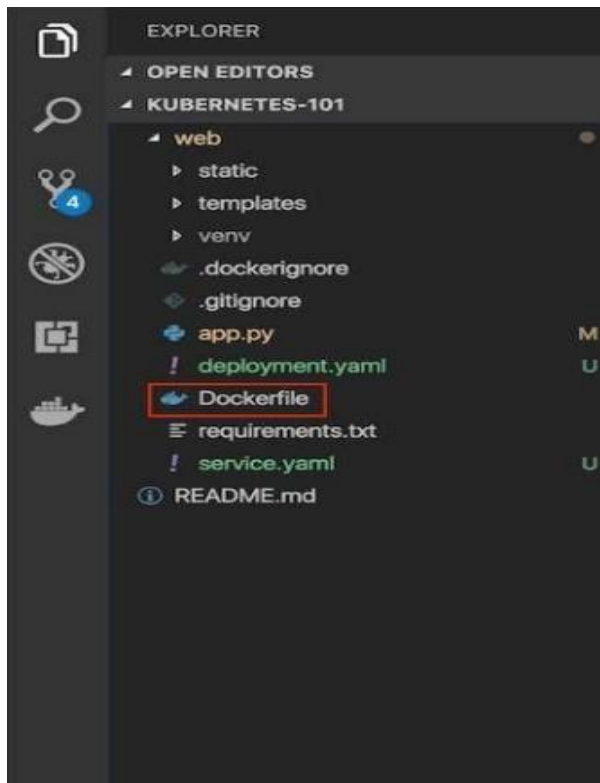 EXPLORER
OPEN EDITORS
KUBERNETES-101
web
static
templates
venv
4
.dockerignore
.gitignore
app.py M
! deployment.yaml U
Dockerfile
requirements.txt
! service.yaml U
README.md